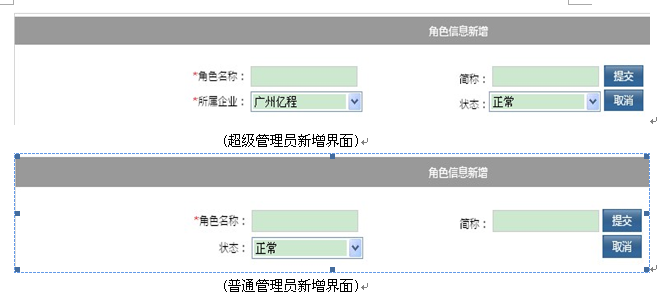 角色信息新增
*角色名称： 简称： 提交
*所属企业： 广州亿程 状态： 正常 取消
(超级管理员新增界面)
角色信息新增
*角色名称： 简称： 提交
状态： 正常 取消
(普通管理员新增界面)